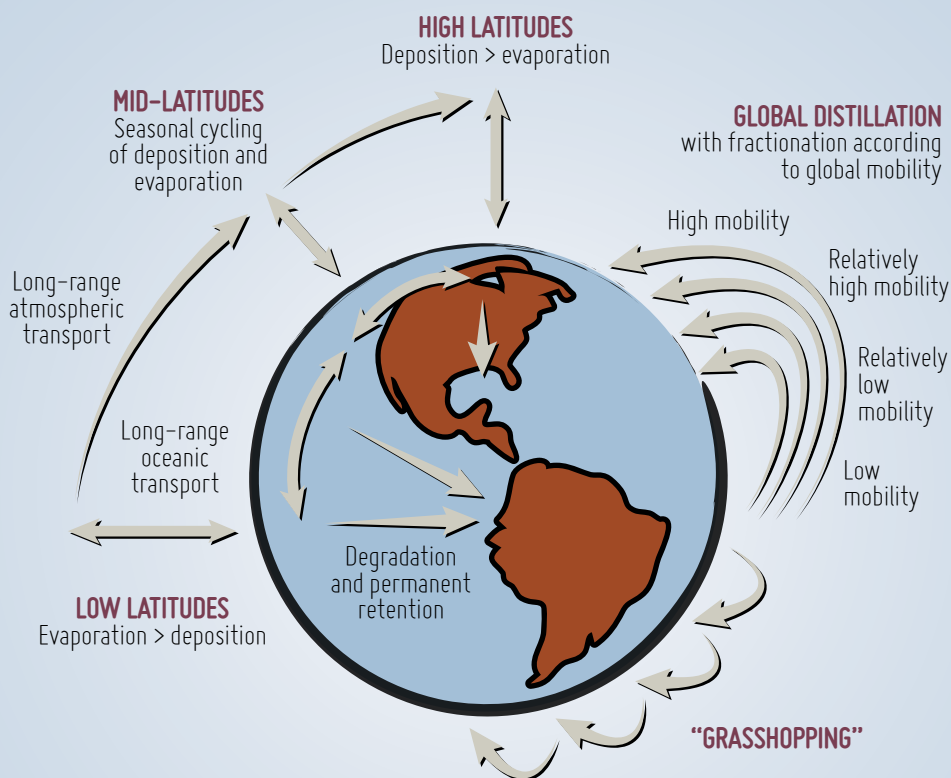 HIGH LATITUDES
Deposition > evaporation
MID-LATITUDES
Seasonal cycling
of deposition and
evaporation
GLOBAL DISTILLATION
with fractionation according
to global mobility
High mobility
Relatively
high mobility
Long-range
atmospheric
transport
Relatively
low
mobility
Long-range
oceanic
transport
Low
mobility
Degradation
and permanent
retention
LOW LATITUDES
Evaporation > deposition
“GRASSHOPPING”